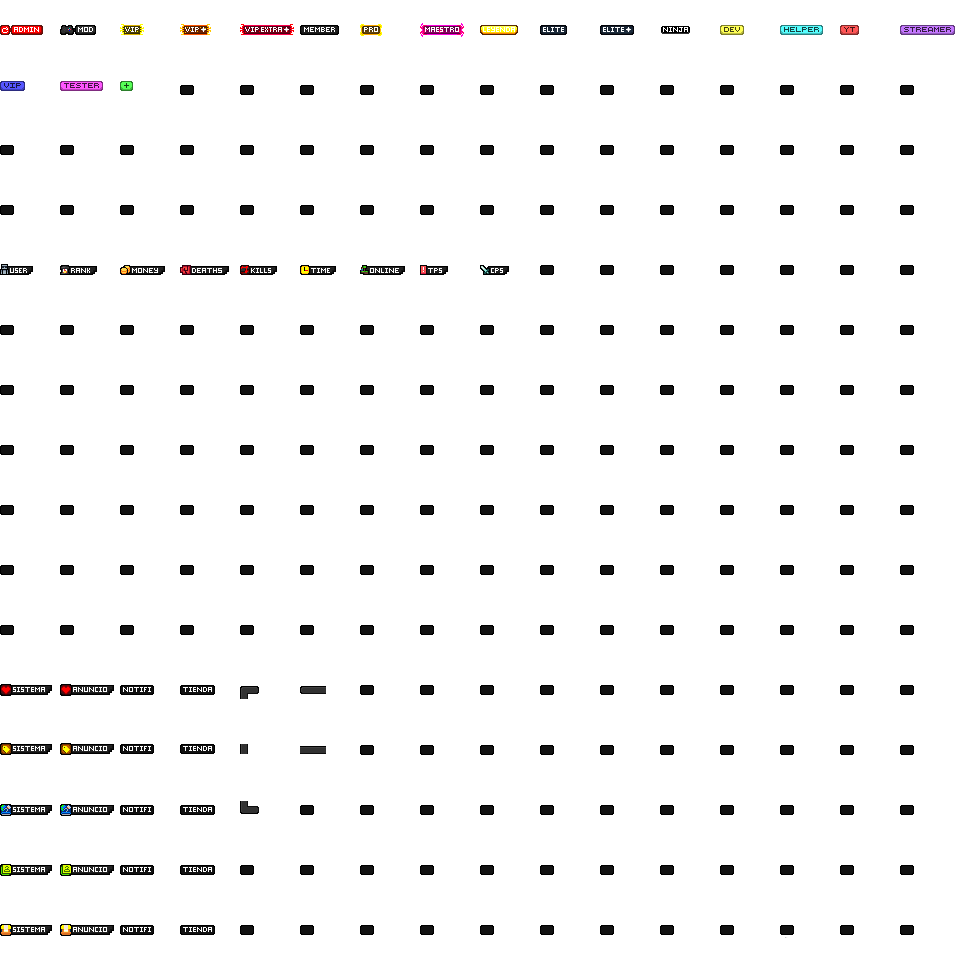 ADMIN MOD VIP VIP+ VIP EXTRA+ MEMBER PRO MAESTRO ELITE ELITE+ NINJA DEV HELPER YT STREAMER
VIP TESTER +
USER RANK MONEY DEATHS KILLS TIME ONLINE TPS CPS
SISTEMA ANUNCIO NOTIFI TIENDA
SISTEMA ANUNCIO NOTIFI TIENDA
SISTEMA ANUNCIO NOTIFI TIENDA
SISTEMA ANUNCIO NOTIFI TIENDA
SISTEMA ANUNCIO NOTIFI TIENDA